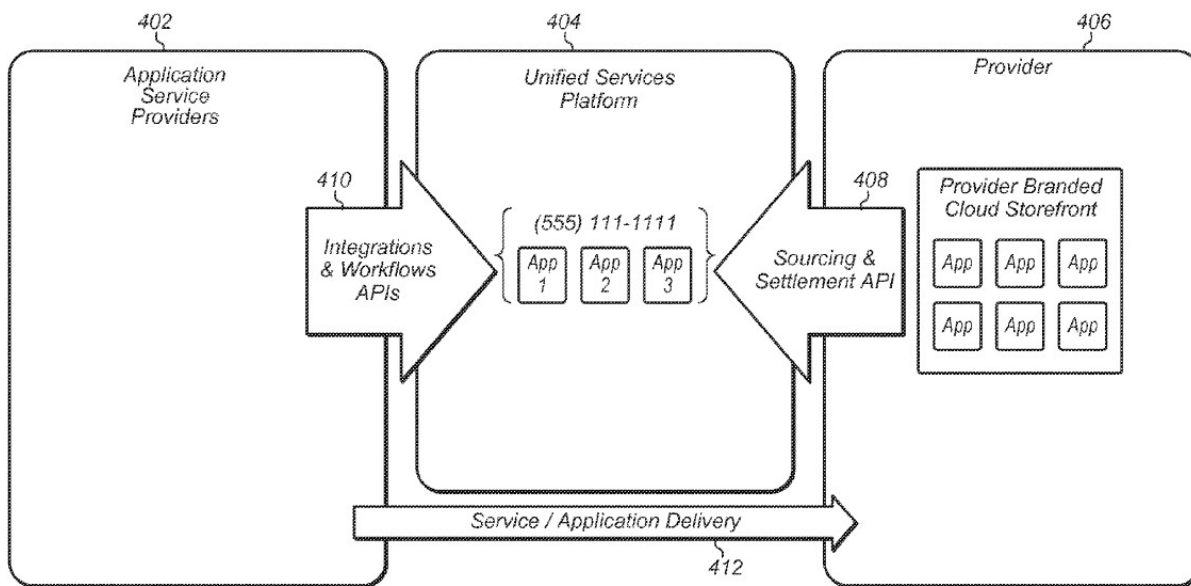 402
404
406
Application
Service
Providers
Unified Services
Platform
Provider
410
Integrations
& Workflows
APIs
(555) 111-1111
App
1
App
2
App
3
408
Sourcing &
Settlement API
Provider Branded
Cloud Storefront
App
App
App
App
App
App
Service / Application Delivery
412